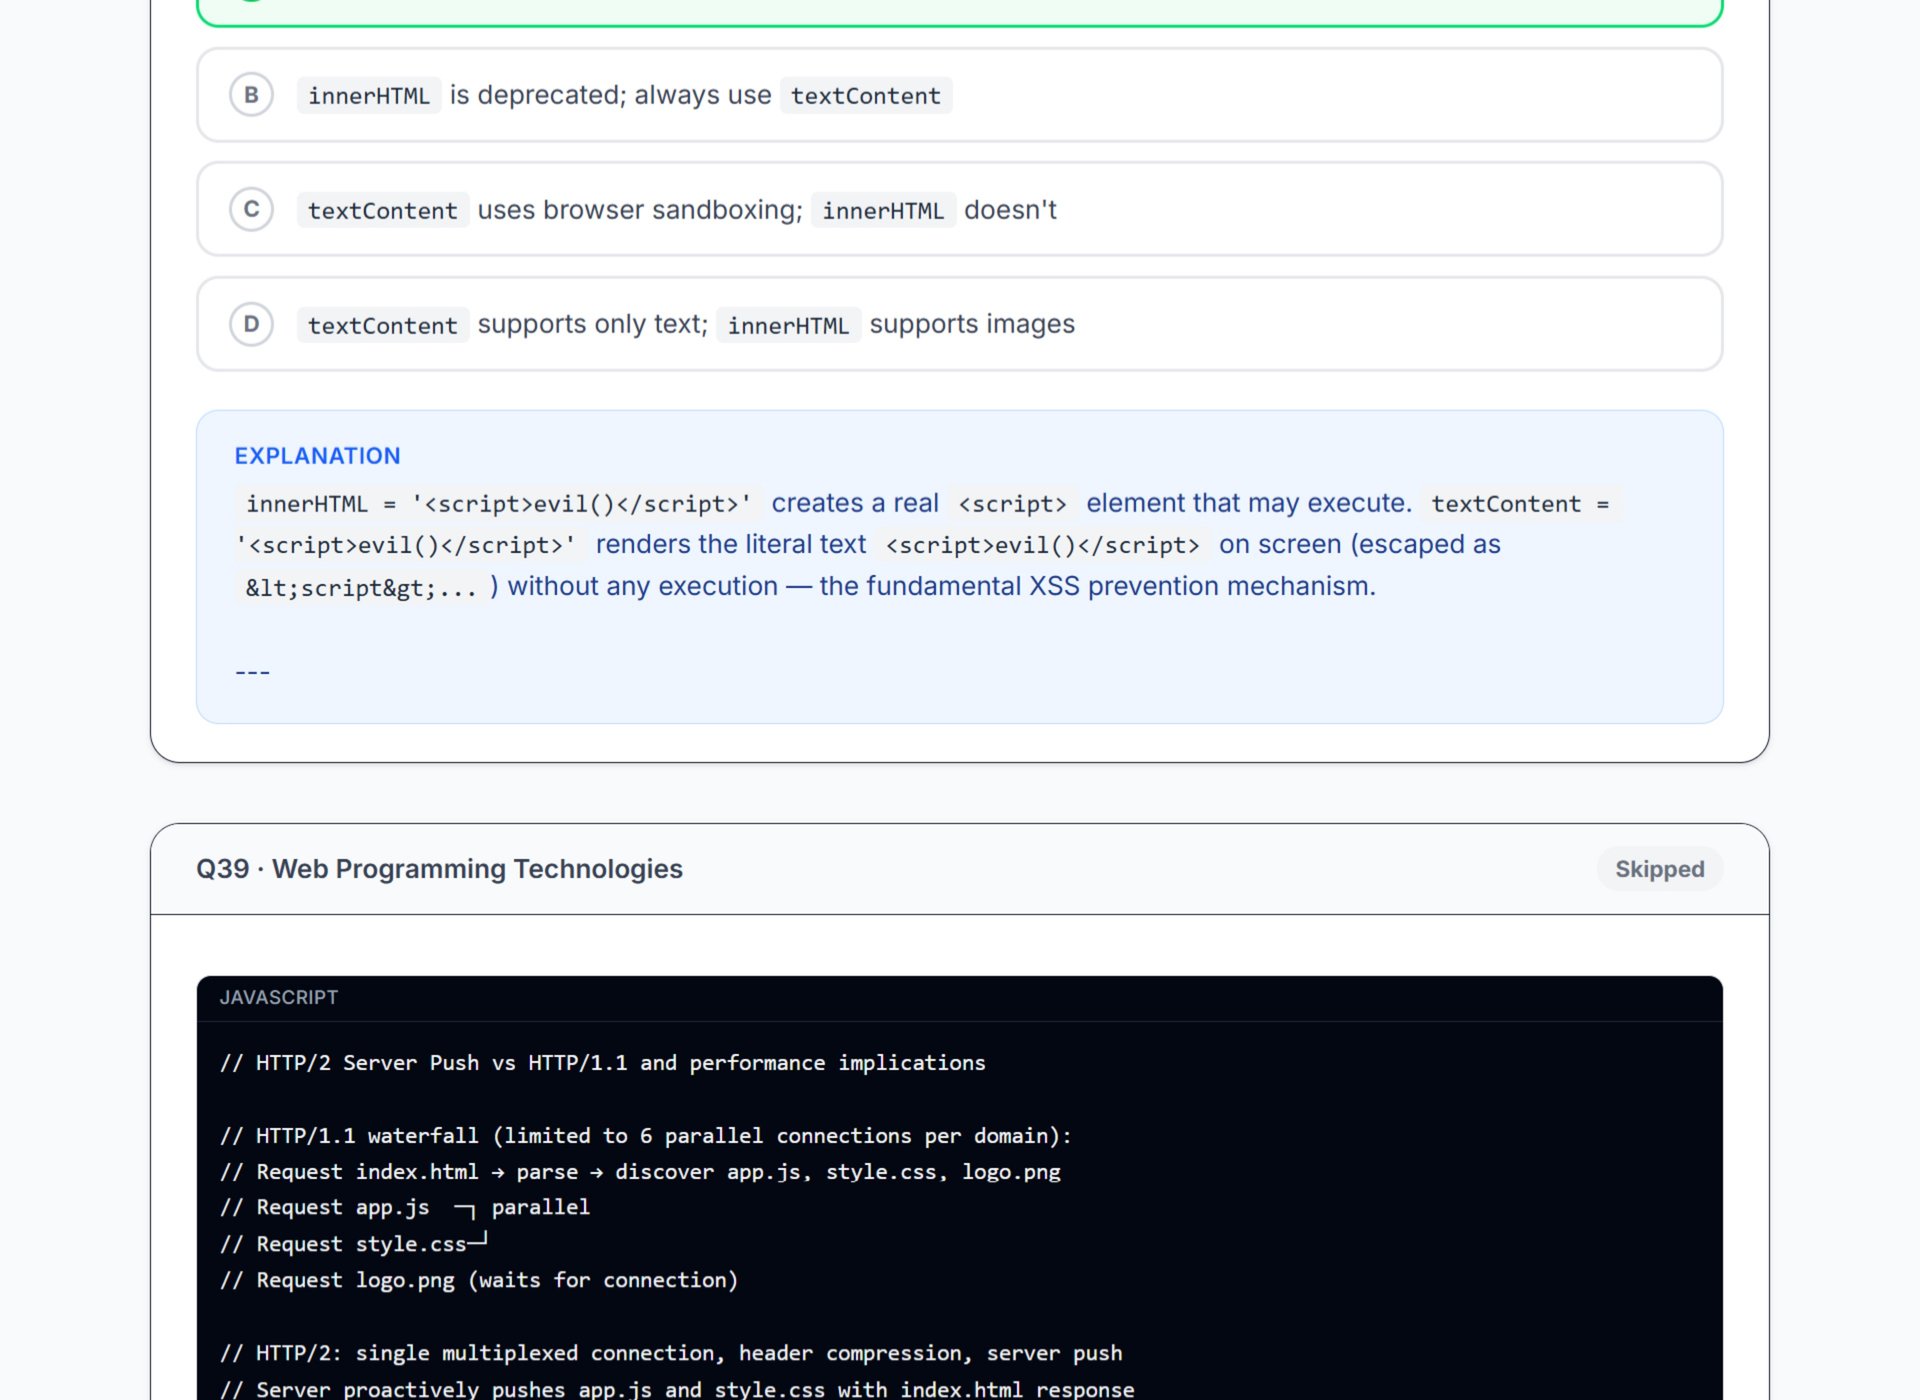 B innerHTML is deprecated; always use textContent
C textContent uses browser sandboxing; innerHTML doesn't
D textContent supports only text; innerHTML supports images
EXPLANATION
innerHTML = '<script>evil()</script>' creates a real <script> element that may execute. textContent =
'<script>evil()</script>' renders the literal text <script>evil()</script> on screen (escaped as
&lt;script&gt;... ) without any execution — the fundamental XSS prevention mechanism.
---
Q39 · Web Programming Technologies
Skipped
JAVASCRIPT
// HTTP/2 Server Push vs HTTP/1.1 and performance implications
// HTTP/1.1 waterfall (limited to 6 parallel connections per domain):
// Request index.html → parse → discover app.js, style.css, logo.png
// Request app.js ─┐ parallel
// Request style.css─┘
// Request logo.png (waits for connection)
// HTTP/2: single multiplexed connection, header compression, server push
// Server proactively pushes app.js and style.css with index.html response